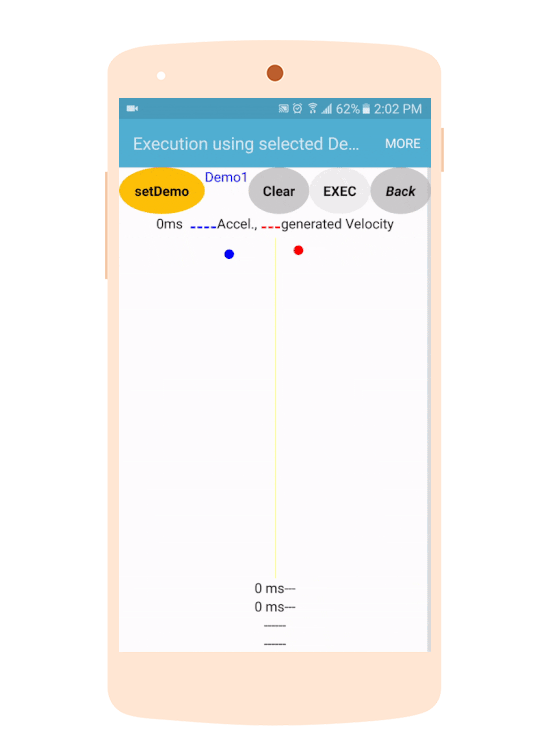 62% 2:02 PM
Execution using selected De... MORE
setDemo Demo1 Clear EXEC Back
0ms ----Accel., ---generated Velocity
0 ms---
0 ms---
------
------